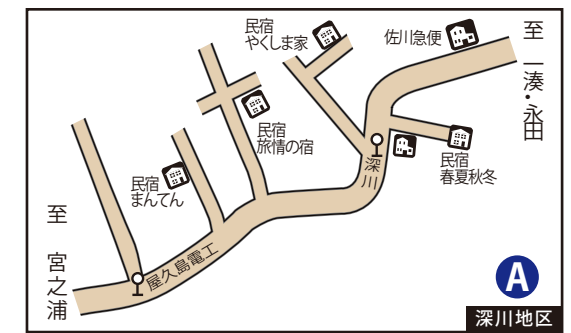 民宿
やくしま家
佐川急便
至 一湊・永田
民宿
旅情の宿
民宿
春夏秋冬
深川
民宿
まんてん
至 宮之浦
屋久島電工
A
深川地区